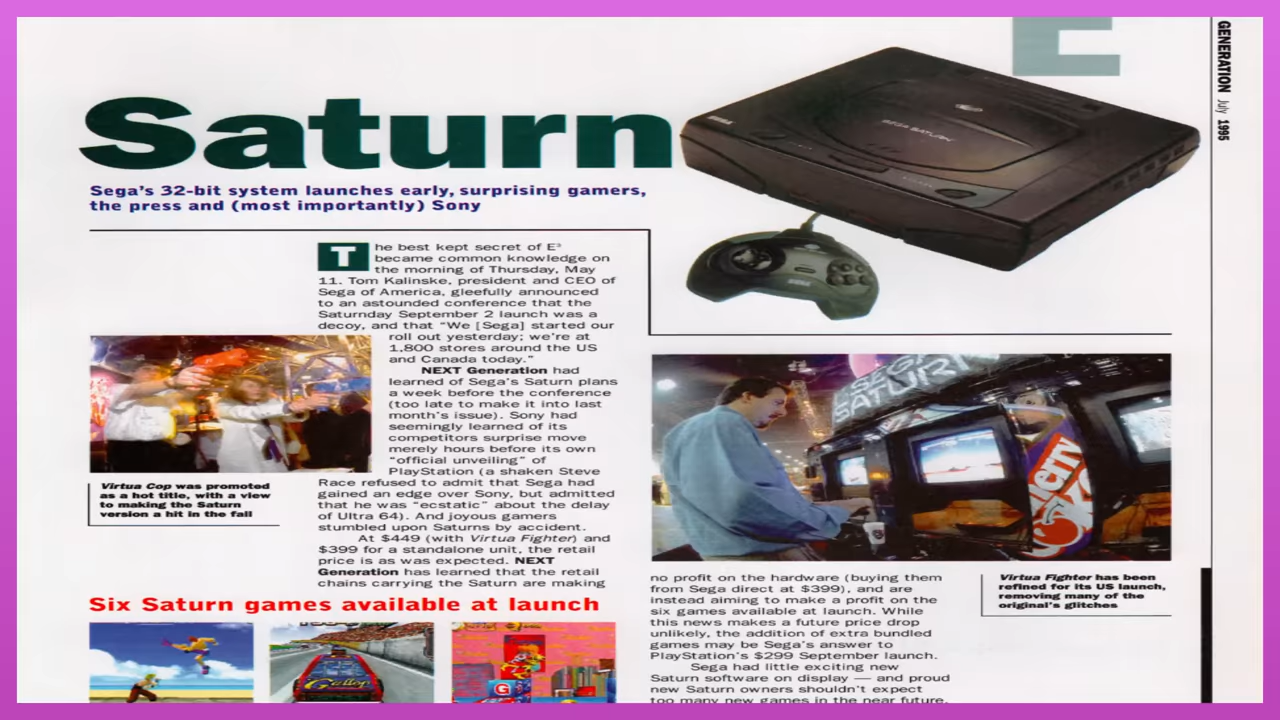 GENERATION July 1995
E
Saturn
SEGA
SEGA SATURN
Sega's 32-bit system launches early, surprising gamers,
the press and (most importantly) Sony
The best kept secret of E³
became common knowledge on
the morning of Thursday, May
11. Tom Kalinske, president and CEO of
Sega of America, gleefully announced
to an astounded conference that the
Saturnday September 2 launch was a
decoy, and that "We [Sega] started our
roll out yesterday; we're at
1,800 stores around the US
and Canada today."
NEXT Generation had
learned of Sega's Saturn plans
a week before the conference
(too late to make it into last
month's issue). Sony had
seemingly learned of its
competitors surprise move
merely hours before its own
"official unveiling" of
PlayStation (a shaken Steve
Race refused to admit that Sega had
gained an edge over Sony, but admitted
that he was "ecstatic" about the delay
of Ultra 64). And joyous gamers
stumbled upon Saturns by accident.
At $449 (with Virtua Fighter) and
$399 for a standalone unit, the retail
price is as was expected. NEXT
Generation has learned that the retail
chains carrying the Saturn are making
Virtua Cop was promoted
as a hot title, with a view
to making the Saturn
version a hit in the fall
Six Saturn games available at launch
Gallop
G
SEGA
SATURN
no profit on the hardware (buying them
from Sega direct at $399), and are
instead aiming to make a profit on the
six games available at launch. While
this news makes a future price drop
unlikely, the addition of extra bundled
games may be Sega's answer to
PlayStation's $299 September launch.
Sega had little exciting new
Saturn software on display — and proud
new Saturn owners shouldn't expect
too many new games in the near future.
Virtua Fighter has been
refined for its US launch,
removing many of the
original's glitches